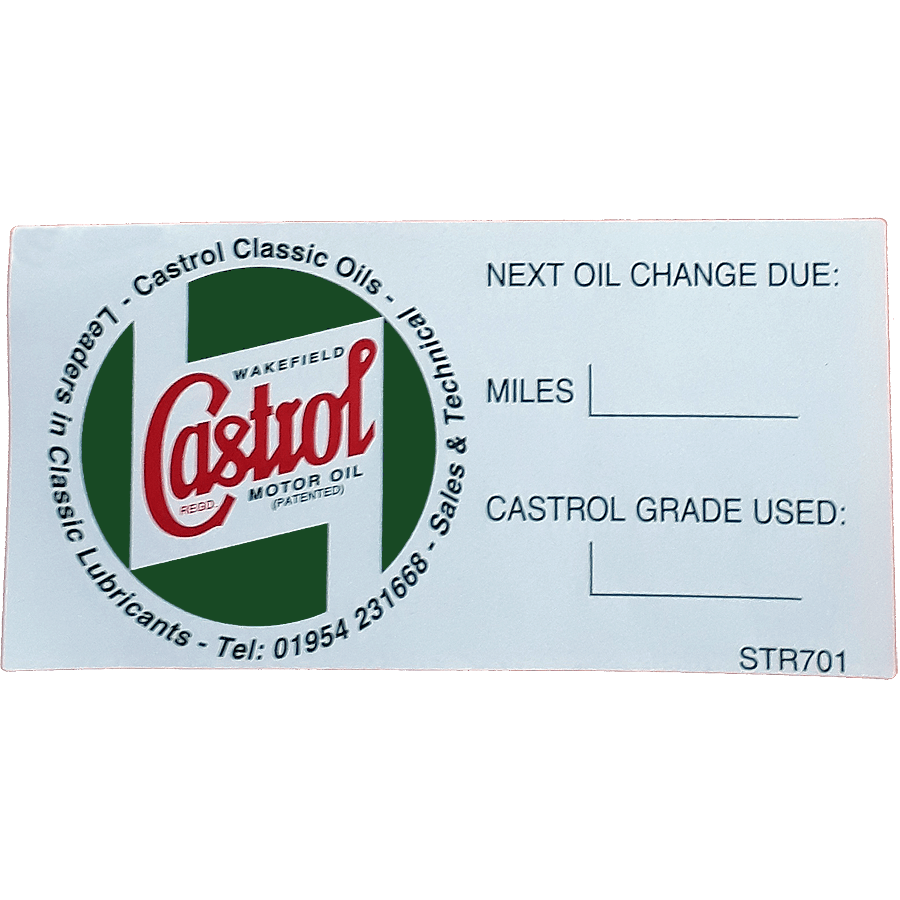 - Castrol Classic Oils -
Sales & Technical
- Tel: 01954 231668 -
Leaders in Classic Lubricants
WAKEFIELD
Castrol
REGD.
MOTOR OIL
(PATENTED)
NEXT OIL CHANGE DUE:
MILES
CASTROL GRADE USED:
STR701